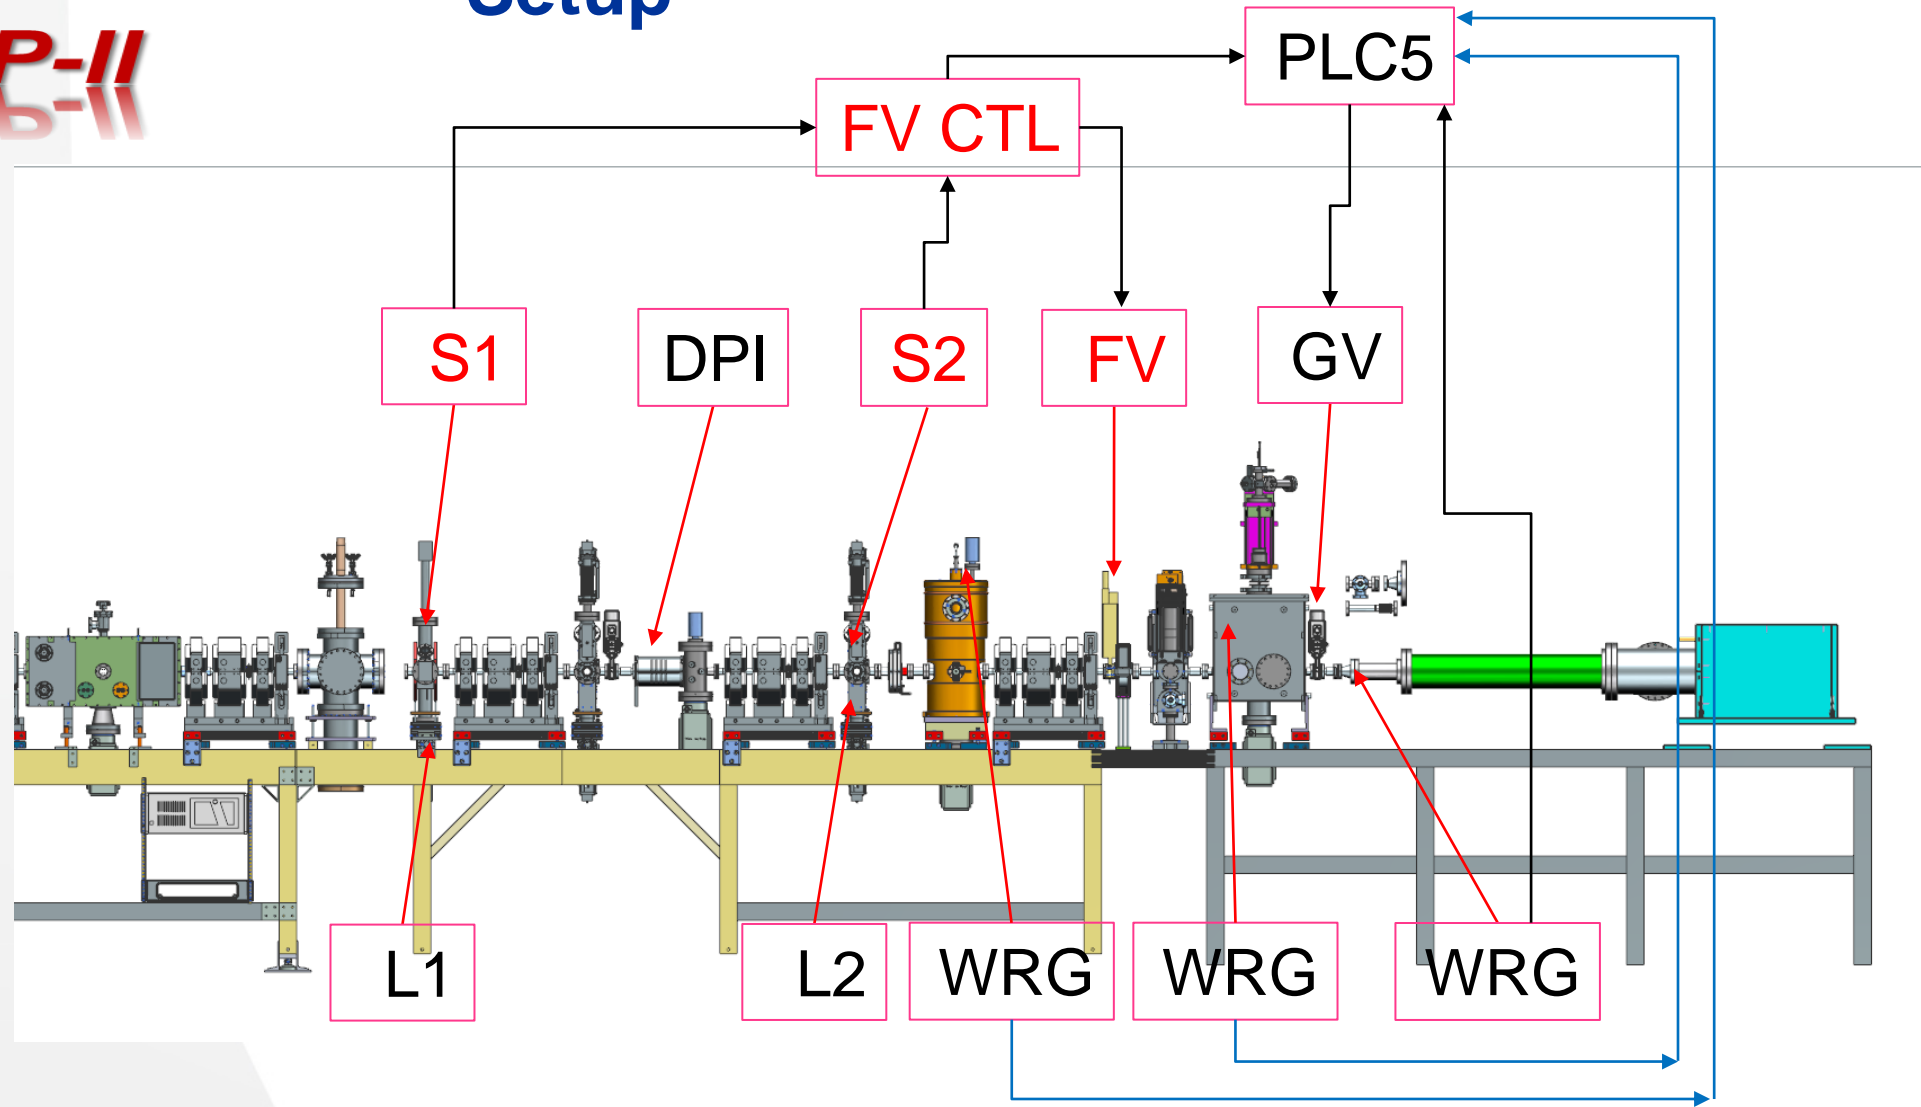 Setup
P-II
PLC5
FV CTL
S1
DPI
S2
FV
GV
L1
L2
WRG
WRG
WRG